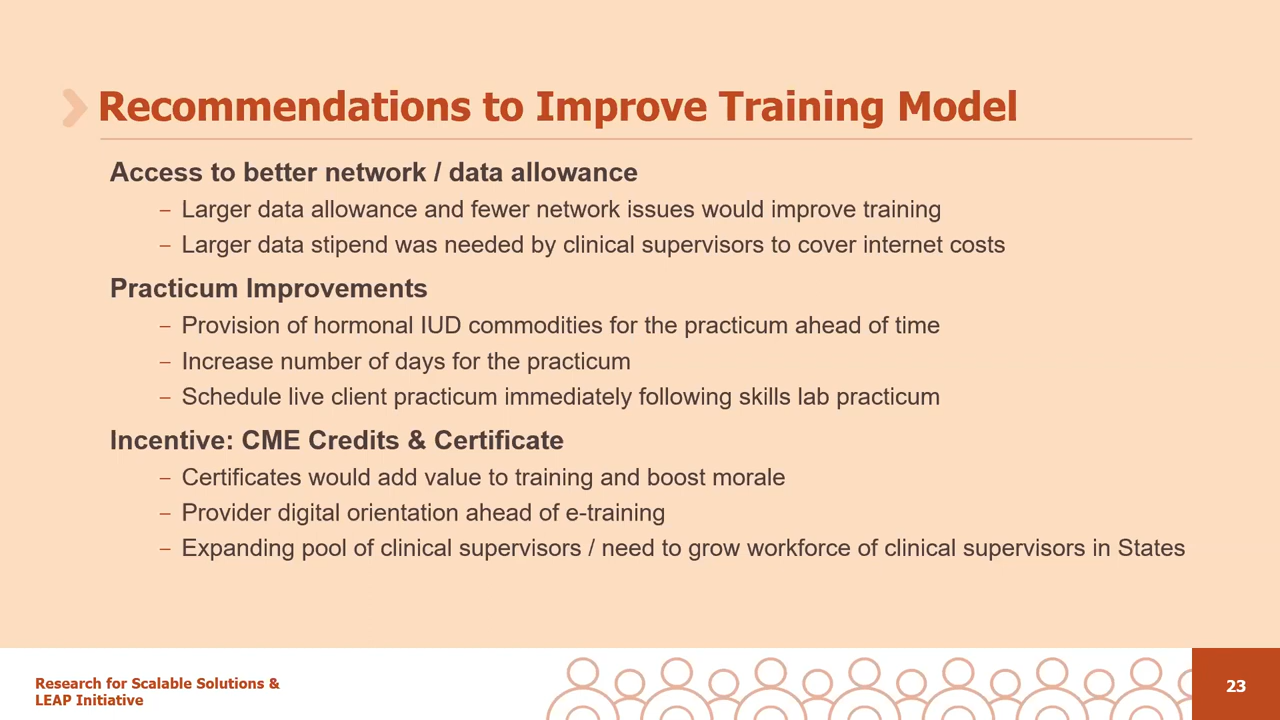 Recommendations to Improve Training Model
Access to better network / data allowance
– Larger data allowance and fewer network issues would improve training
– Larger data stipend was needed by clinical supervisors to cover internet costs
Practicum Improvements
– Provision of hormonal IUD commodities for the practicum ahead of time
– Increase number of days for the practicum
– Schedule live client practicum immediately following skills lab practicum
Incentive: CME Credits & Certificate
– Certificates would add value to training and boost morale
– Provider digital orientation ahead of e-training
– Expanding pool of clinical supervisors / need to grow workforce of clinical supervisors in States
Research for Scalable Solutions &
LEAP Initiative
23